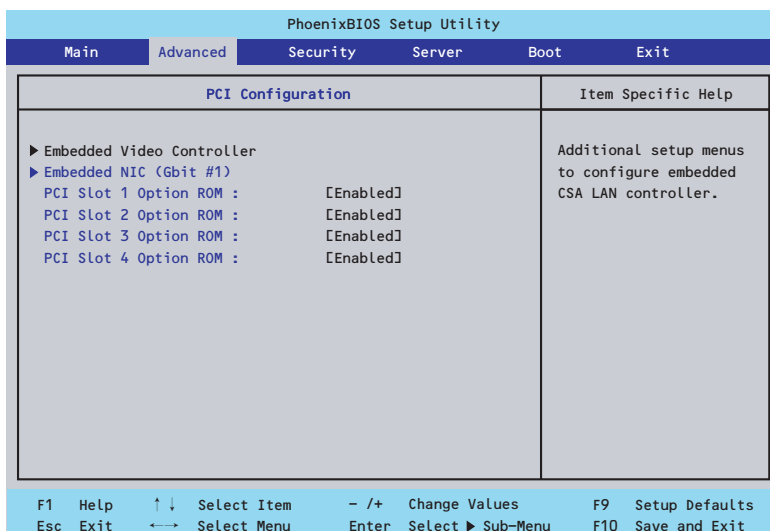 PhoenixBIOS Setup Utility
Main Advanced Security Server Boot Exit
PCI Configuration
Item Specific Help
▶ Embedded Video Controller
▶ Embedded NIC (Gbit #1)
PCI Slot 1 Option ROM : [Enabled]
PCI Slot 2 Option ROM : [Enabled]
PCI Slot 3 Option ROM : [Enabled]
PCI Slot 4 Option ROM : [Enabled]
Additional setup menus
to configure embedded
CSA LAN controller.
F1 Help ↑↓ Select Item - /+ Change Values F9 Setup Defaults
Esc Exit ←→ Select Menu Enter Select ▶ Sub-Menu F10 Save and Exit